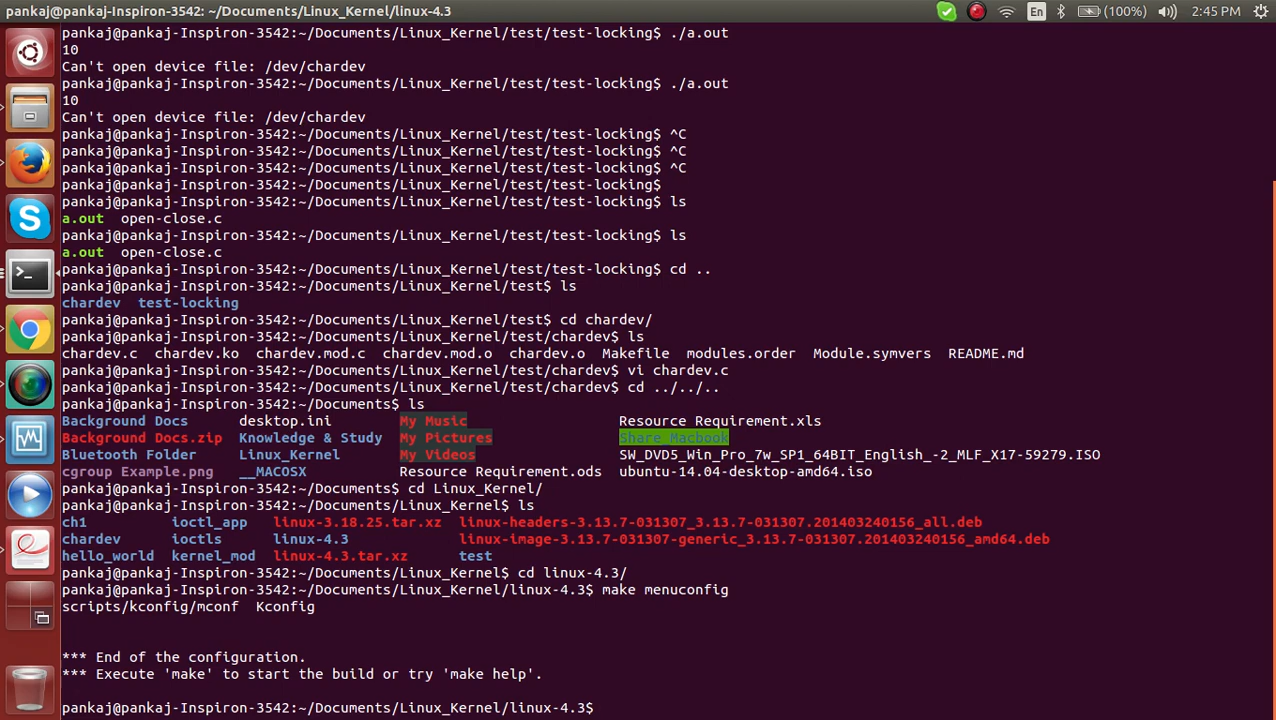 pankaj@pankaj-Inspiron-3542: ~/Documents/Linux_Kernel/linux-4.3
En
(100%)
2:45 PM
pankaj@pankaj-Inspiron-3542:~/Documents/Linux_Kernel/test/test-locking$ ./a.out
10
Can't open device file: /dev/chardev
pankaj@pankaj-Inspiron-3542:~/Documents/Linux_Kernel/test/test-locking$ ./a.out
10
Can't open device file: /dev/chardev
pankaj@pankaj-Inspiron-3542:~/Documents/Linux_Kernel/test/test-locking$ ^C
pankaj@pankaj-Inspiron-3542:~/Documents/Linux_Kernel/test/test-locking$ ^C
pankaj@pankaj-Inspiron-3542:~/Documents/Linux_Kernel/test/test-locking$ ^C
pankaj@pankaj-Inspiron-3542:~/Documents/Linux_Kernel/test/test-locking$
pankaj@pankaj-Inspiron-3542:~/Documents/Linux_Kernel/test/test-locking$ ls
a.out  open-close.c
pankaj@pankaj-Inspiron-3542:~/Documents/Linux_Kernel/test/test-locking$ ls
a.out  open-close.c
pankaj@pankaj-Inspiron-3542:~/Documents/Linux_Kernel/test/test-locking$ cd ..
pankaj@pankaj-Inspiron-3542:~/Documents/Linux_Kernel/test$ ls
chardev  test-locking
pankaj@pankaj-Inspiron-3542:~/Documents/Linux_Kernel/test$ cd chardev/
pankaj@pankaj-Inspiron-3542:~/Documents/Linux_Kernel/test/chardev$ ls
chardev.c  chardev.ko  chardev.mod.c  chardev.mod.o  chardev.o  Makefile  modules.order  Module.symvers  README.md
pankaj@pankaj-Inspiron-3542:~/Documents/Linux_Kernel/test/chardev$ vi chardev.c
pankaj@pankaj-Inspiron-3542:~/Documents/Linux_Kernel/test/chardev$ cd ../../..
pankaj@pankaj-Inspiron-3542:~/Documents$ ls
Background Docs      desktop.ini        My Music                Resource Requirement.xls
Background Docs.zip  Knowledge & Study  My Pictures             Share_Macbook
Bluetooth Folder     Linux_Kernel       My Videos               SW_DVD5_Win_Pro_7w_SP1_64BIT_English_-2_MLF_X17-59279.ISO
cgroup Example.png   __MACOSX           Resource Requirement.ods  ubuntu-14.04-desktop-amd64.iso
pankaj@pankaj-Inspiron-3542:~/Documents$ cd Linux_Kernel/
pankaj@pankaj-Inspiron-3542:~/Documents/Linux_Kernel$ ls
ch1          ioctl_app   linux-3.18.25.tar.xz  linux-headers-3.13.7-031307_3.13.7-031307.201403240156_all.deb
chardev      ioctls      linux-4.3             linux-image-3.13.7-031307-generic_3.13.7-031307.201403240156_amd64.deb
hello_world  kernel_mod  linux-4.3.tar.xz      test
pankaj@pankaj-Inspiron-3542:~/Documents/Linux_Kernel$ cd linux-4.3/
pankaj@pankaj-Inspiron-3542:~/Documents/Linux_Kernel/linux-4.3$ make menuconfig
scripts/kconfig/mconf  Kconfig
*** End of the configuration.
*** Execute 'make' to start the build or try 'make help'.
pankaj@pankaj-Inspiron-3542:~/Documents/Linux_Kernel/linux-4.3$